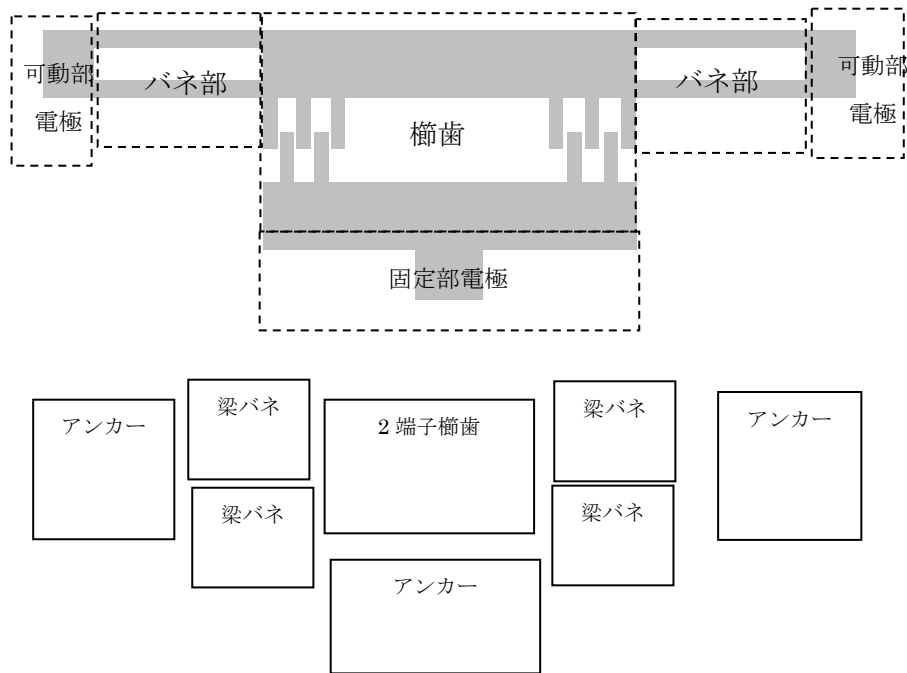 可動部
電極
バネ部
櫛歯
バネ部
可動部
電極
固定部電極
アンカー
梁バネ
2 端子櫛歯
梁バネ
アンカー
梁バネ
梁バネ
アンカー